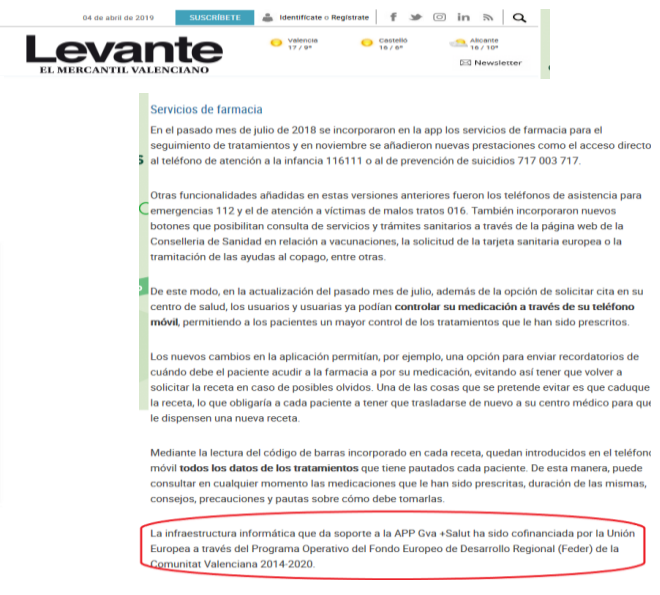 04 de abril de 2019
SUSCRÍBETE
Identifícate o Regístrate
Levante
EL MERCANTIL VALENCIANO
Valencia
17 / 9°
Castelló
16 / 6°
Alicante
16 / 10°
Newsletter
Servicios de farmacia
En el pasado mes de julio de 2018 se incorporaron en la app los servicios de farmacia para el
seguimiento de tratamientos y en noviembre se añadieron nuevas prestaciones como el acceso directo
al teléfono de atención a la infancia 116111 o al de prevención de suicidios 717 003 717.
Otras funcionalidades añadidas en estas versiones anteriores fueron los teléfonos de asistencia para
emergencias 112 y el de atención a víctimas de malos tratos 016. También incorporaron nuevos
botones que posibilitan consulta de servicios y trámites sanitarios a través de la página web de la
Conselleria de Sanidad en relación a vacunaciones, la solicitud de la tarjeta sanitaria europea o la
tramitación de las ayudas al copago, entre otras.
De este modo, en la actualización del pasado mes de julio, además de la opción de solicitar cita en su
centro de salud, los usuarios y usuarias ya podían controlar su medicación a través de su teléfono
móvil, permitiendo a los pacientes un mayor control de los tratamientos que le han sido prescritos.
Los nuevos cambios en la aplicación permitían, por ejemplo, una opción para enviar recordatorios de
cuándo debe el paciente acudir a la farmacia a por su medicación, evitando así tener que volver a
solicitar la receta en caso de posibles olvidos. Una de las cosas que se pretende evitar es que caduque
la receta, lo que obligaría a cada paciente a tener que trasladarse de nuevo a su centro médico para que
le dispensen una nueva receta.
Mediante la lectura del código de barras incorporado en cada receta, quedan introducidos en el teléfono
móvil todos los datos de los tratamientos que tiene pautados cada paciente. De esta manera, puede
consultar en cualquier momento las medicaciones que le han sido prescritas, duración de las mismas,
consejos, precauciones y pautas sobre cómo debe tomarlas.
La infraestructura informática que da soporte a la APP Gva +Salut ha sido cofinanciada por la Unión
Europea a través del Programa Operativo del Fondo Europeo de Desarrollo Regional (Feder) de la
Comunitat Valenciana 2014-2020.